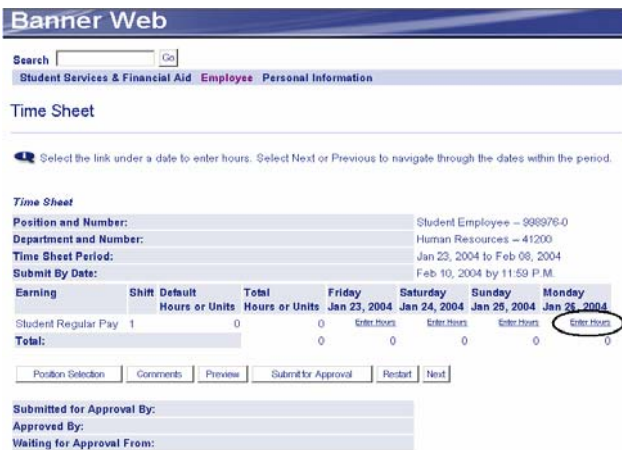 Banner Web
Search Go
Student Services & Financial Aid Employee Personal Information
Time Sheet
Select the link under a date to enter hours. Select Next or Previous to navigate through the dates within the period.
Time Sheet
Position and Number: Student Employee -- 998976-0
Department and Number: Human Resources -- 41200
Time Sheet Period: Jan 23, 2004 to Feb 08, 2004
Submit By Date: Feb 10, 2004 by 11:59 P.M.
Earning Shift Default Total Friday Saturday Sunday Monday
Hours or Units Hours or Units Jan 23, 2004 Jan 24, 2004 Jan 25, 2004 Jan 26, 2004
Student Regular Pay 1 0 0 Enter Hours Enter Hours Enter Hours Enter Hours
Total: 0 0 0 0 0
Position Selection Comments Preview Submit for Approval Restart Next
Submitted for Approval By:
Approved By:
Waiting for Approval From: